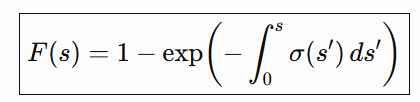 F(s) = 1 − exp(−∫₀ˢ σ(s′) ds′)